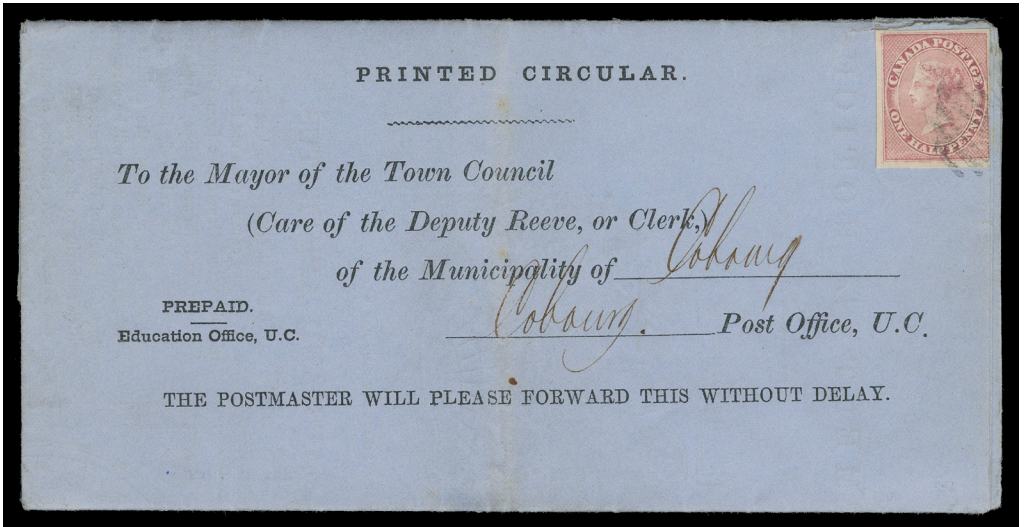 PRINTED CIRCULAR.
CANADA POSTAGE
ONE HALF PENNY
To the Mayor of the Town Council
(Care of the Deputy Reeve, or Clerk,)
of the Municipality of Cobourg
PREPAID.
Education Office, U.C.
Cobourg. Post Office, U.C.
THE POSTMASTER WILL PLEASE FORWARD THIS WITHOUT DELAY.